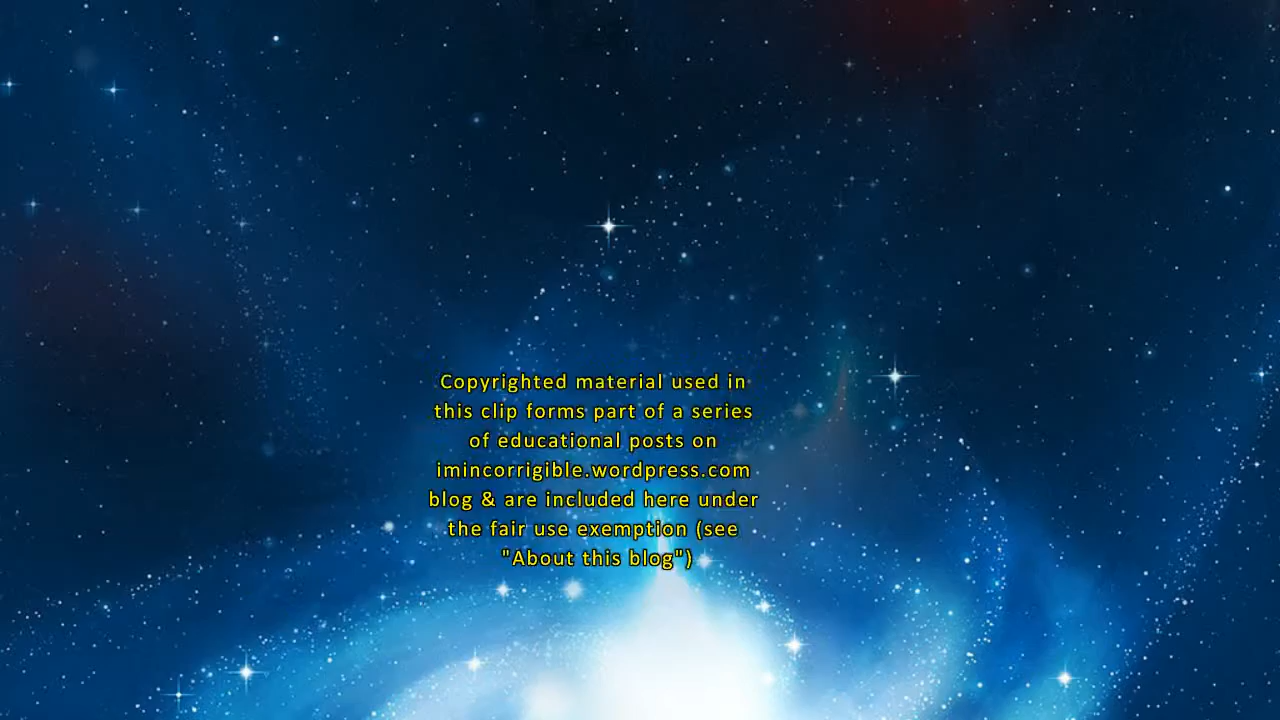 Copyrighted material used in
this clip forms part of a series
of educational posts on
imincorrigible.wordpress.com
blog & are included here under
the fair use exemption (see
"About this blog")